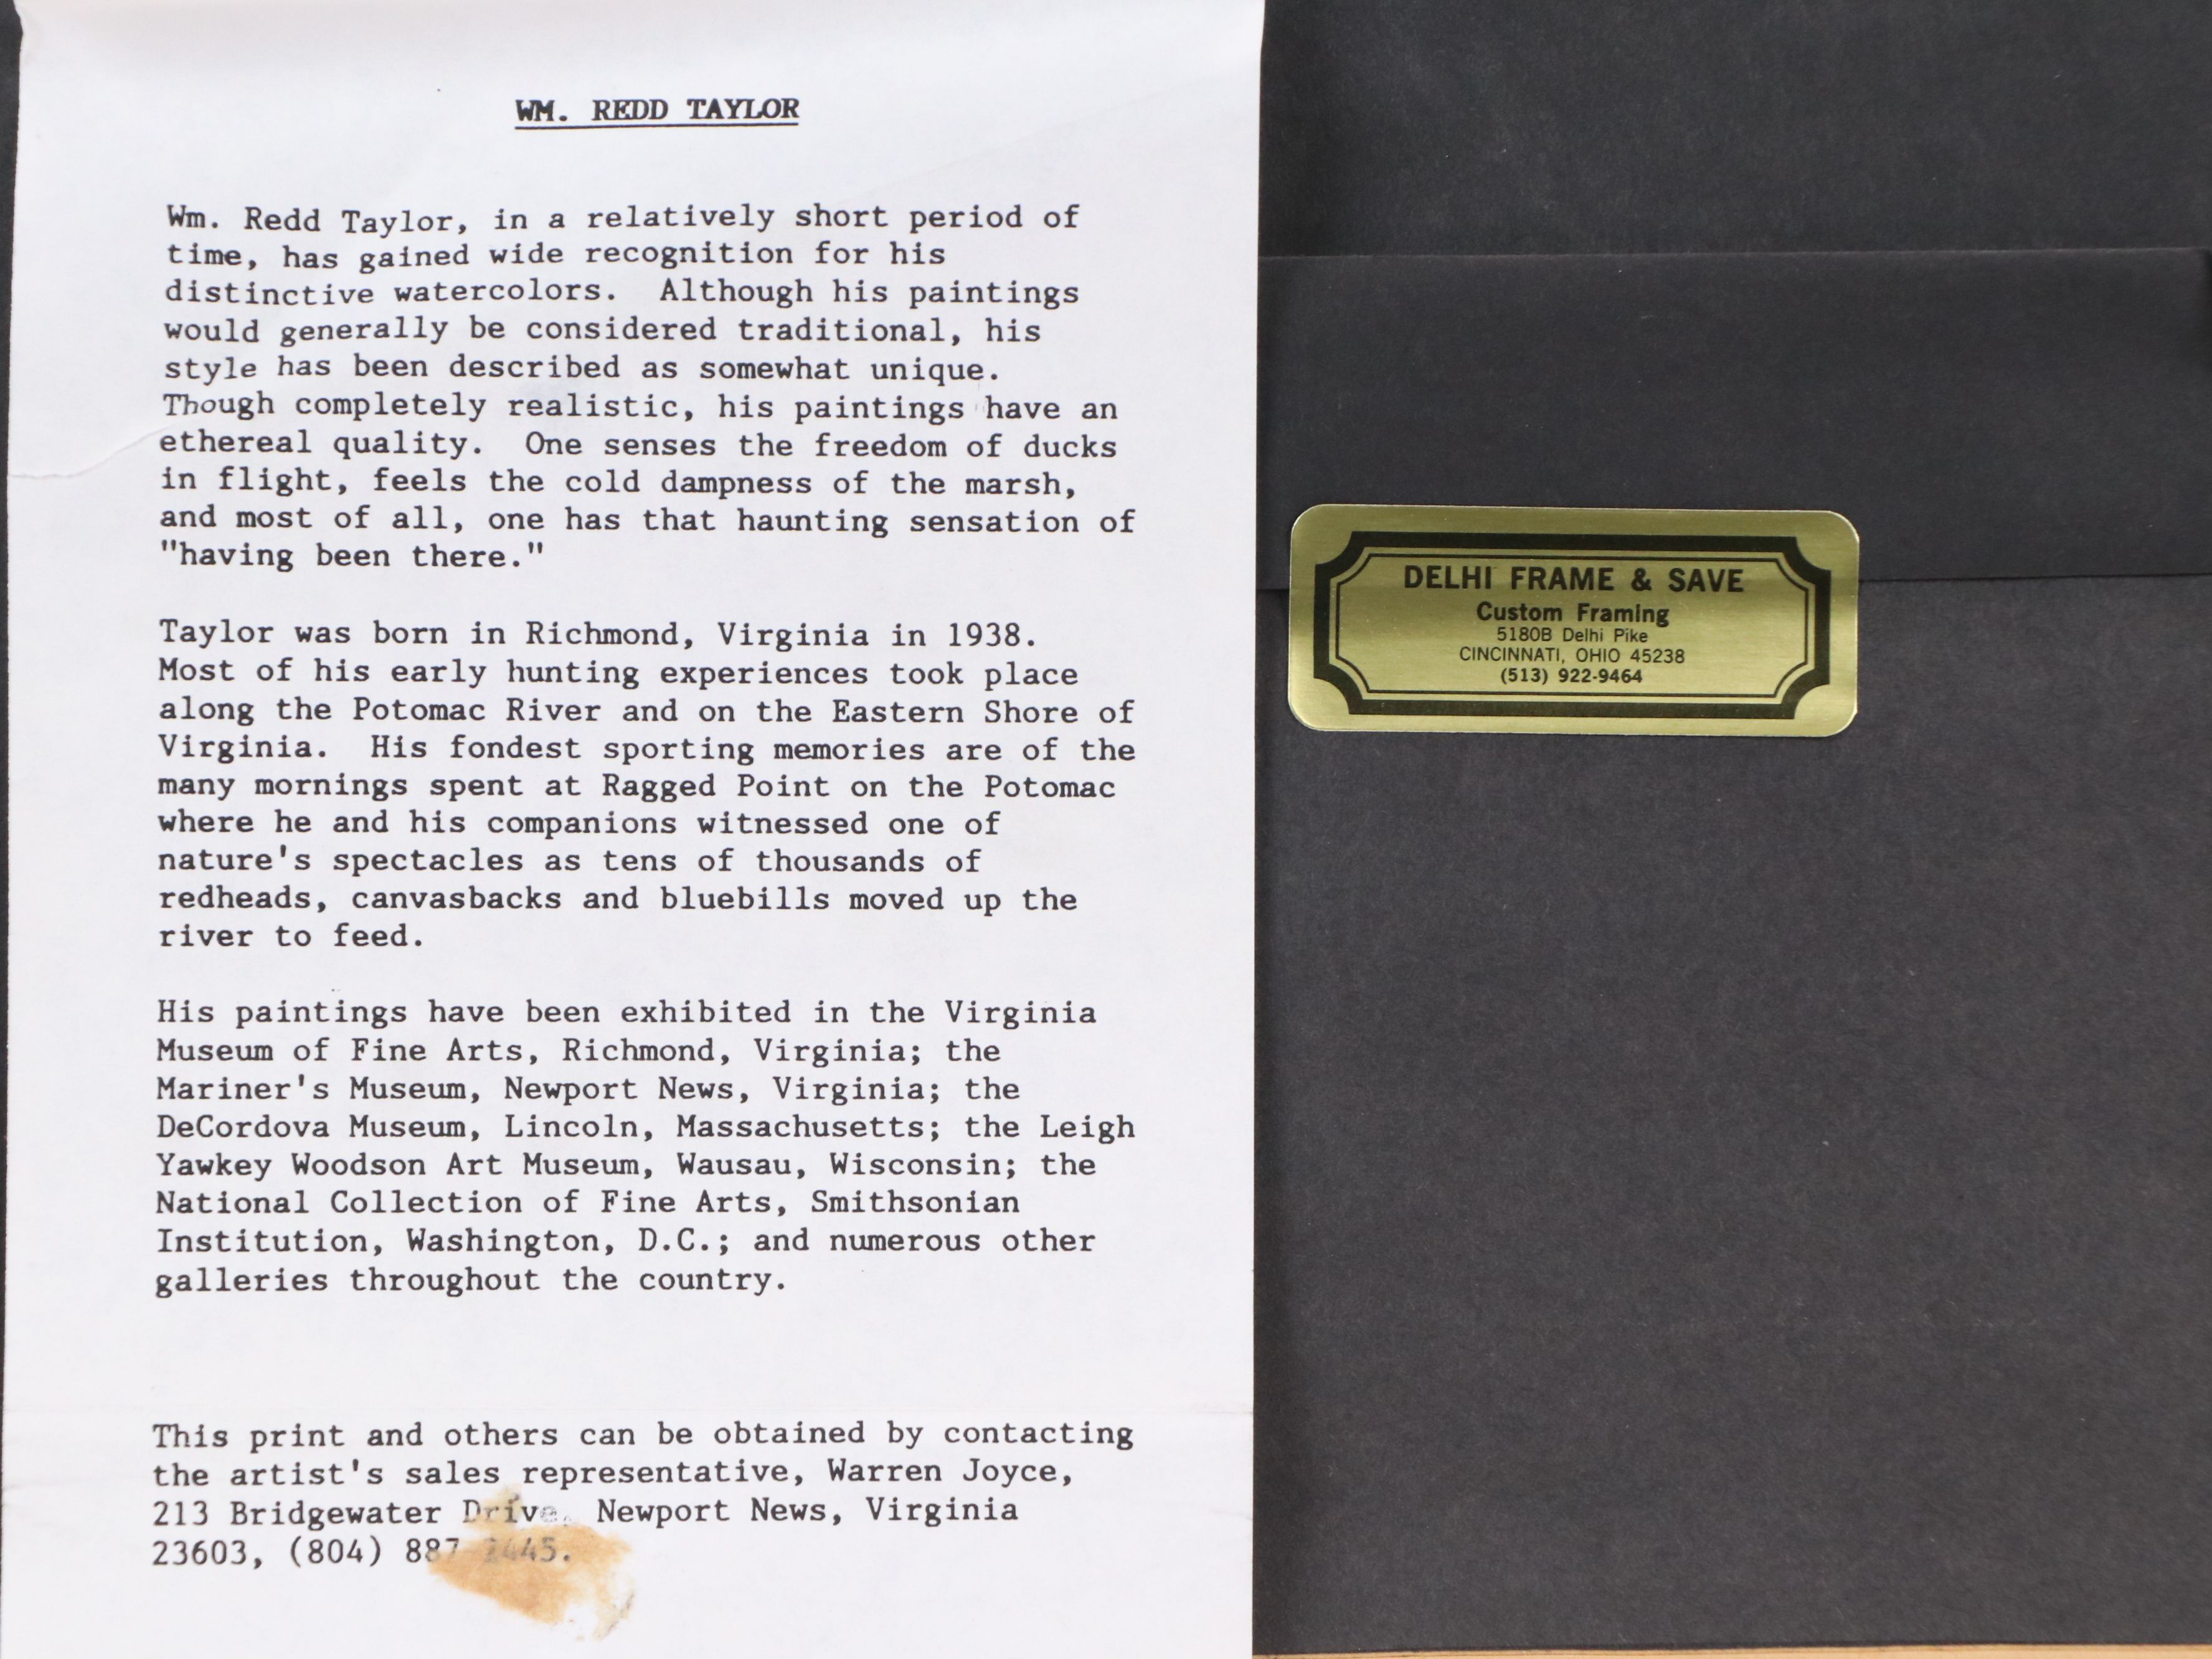 WM. REDD TAYLOR
Wm. Redd Taylor, in a relatively short period of
time, has gained wide recognition for his
distinctive watercolors. Although his paintings
would generally be considered traditional, his
style has been described as somewhat unique.
Though completely realistic, his paintings have an
ethereal quality. One senses the freedom of ducks
in flight, feels the cold dampness of the marsh,
and most of all, one has that haunting sensation of
"having been there."
Taylor was born in Richmond, Virginia in 1938.
Most of his early hunting experiences took place
along the Potomac River and on the Eastern Shore of
Virginia. His fondest sporting memories are of the
many mornings spent at Ragged Point on the Potomac
where he and his companions witnessed one of
nature's spectacles as tens of thousands of
redheads, canvasbacks and bluebills moved up the
river to feed.
His paintings have been exhibited in the Virginia
Museum of Fine Arts, Richmond, Virginia; the
Mariner's Museum, Newport News, Virginia; the
DeCordova Museum, Lincoln, Massachusetts; the Leigh
Yawkey Woodson Art Museum, Wausau, Wisconsin; the
National Collection of Fine Arts, Smithsonian
Institution, Washington, D.C.; and numerous other
galleries throughout the country.
This print and others can be obtained by contacting
the artist's sales representative, Warren Joyce,
213 Bridgewater Drive, Newport News, Virginia
23603, (804)
DELHI FRAME & SAVE
Custom Framing
5180B Delhi Pike
CINCINNATI, OHIO 45238
(513) 922-9464